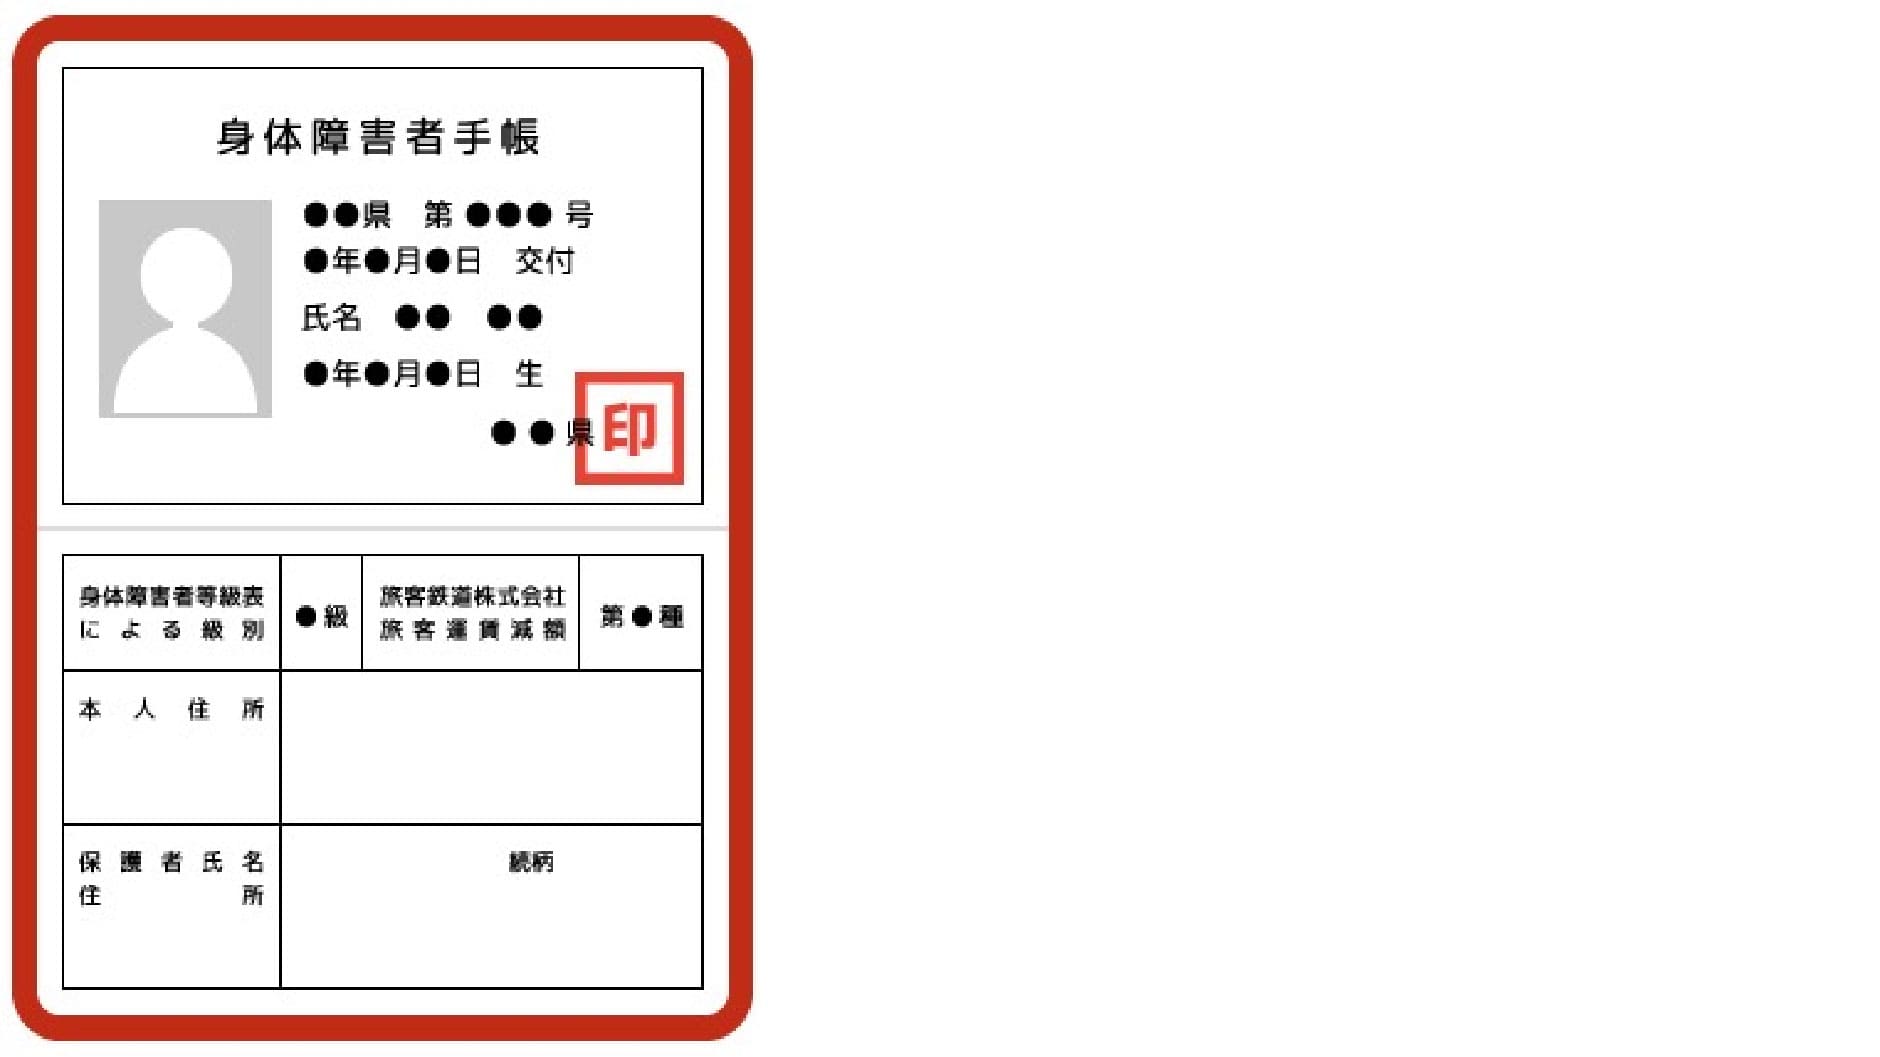 身体障害者手帳
●●県　第 ●●● 号
●年●月●日　交付
氏名　●●　●●
●年●月●日　生
● ● 県
印
身体障害者等級表
による級別
● 級
旅客鉄道株式会社
旅客運賃減額
第 ● 種
本人住所
保護者氏名
住所
続柄